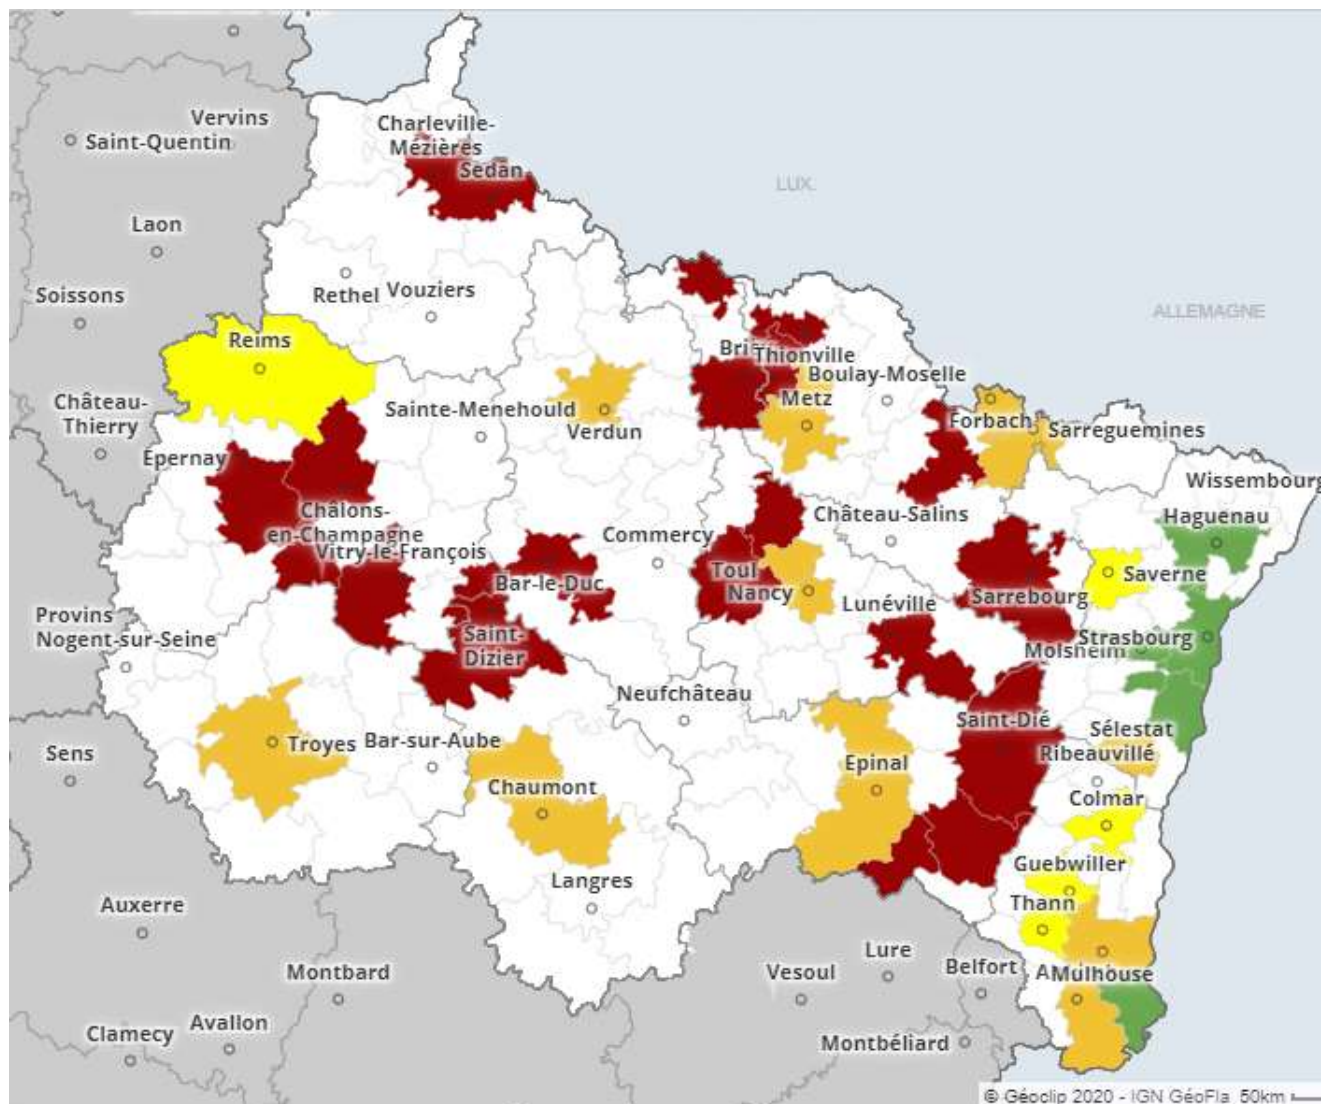 Vervins
Saint-Quentin
Charleville-
Mézières
Sedan
LUX.
Laon
Soissons
Rethel
Vouziers
ALLEMAGNE
Reims
Thionville
Boulay-Moselle
Château-
Thierry
Sainte-Menehould
Verdun
Metz
Forbach
Sarreguemines
Épernay
Wissembourg
Châlons-
en-Champagne
Vitry-le-François
Commercy
Château-Salins
Haguenau
Bar-le-Duc
Toul
Nancy
Saverne
Sarrebourg
Lunéville
Provins
Nogent-sur-Seine
Saint-
Dizier
Molsheim
Strasbourg
Neufchâteau
Saint-Dié
Sélestat
Sens
Troyes
Bar-sur-Aube
Epinal
Ribeauvillé
Chaumont
Colmar
Guebwiller
Langres
Thann
Auxerre
Lure
Belfort
Mulhouse
Montbard
Vesoul
Clamecy
Avallon
Montbéliard
© Géoclip 2020 - IGN GéoFla 50km